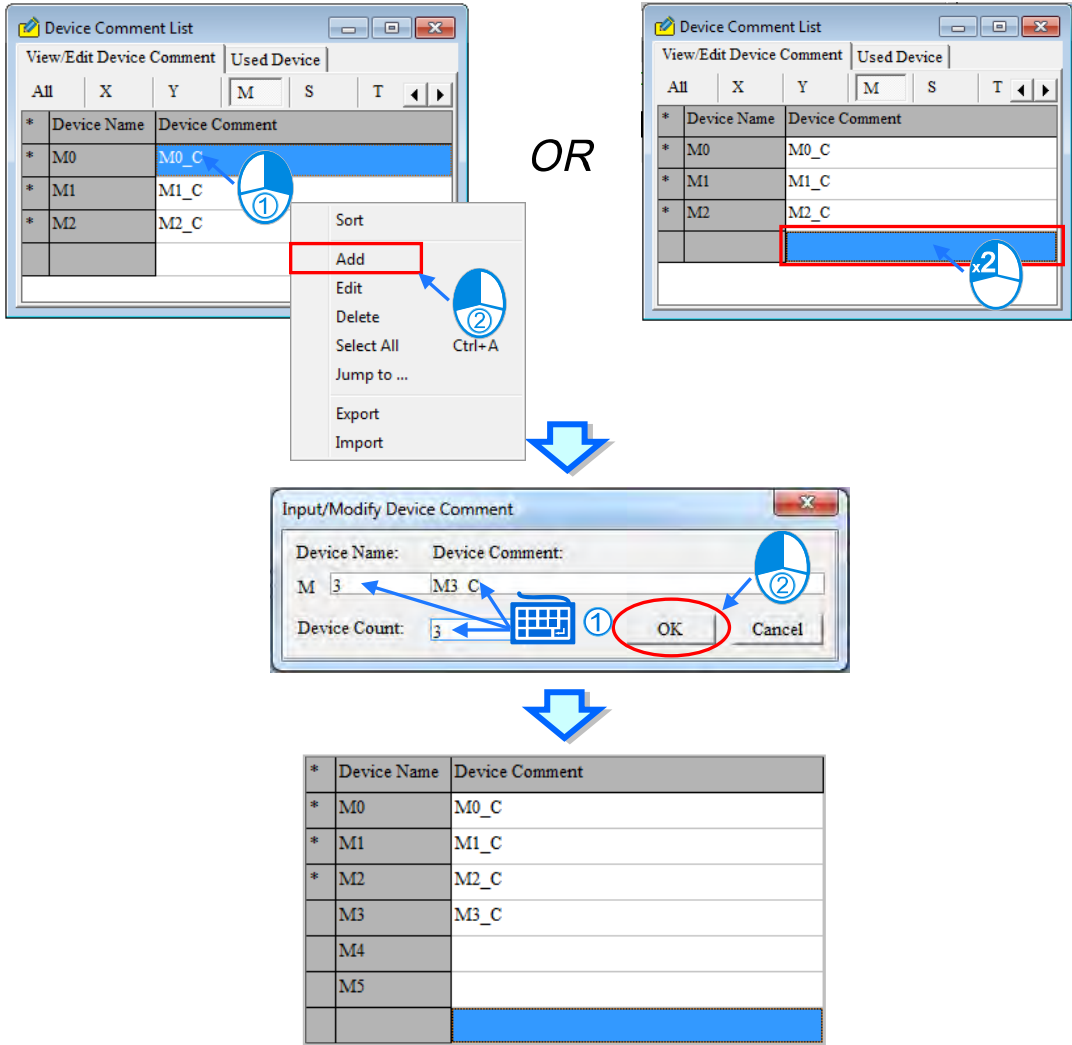 Device Comment List
View/Edit Device Comment Used Device
All X Y M S T
* Device Name Device Comment
* M0 M0_C
* M1 M1_C
* M2 M2_C
①
Sort
Add
Edit
Delete
Select All Ctrl+A
Jump to ...
Export
Import
②
OR
Device Comment List
View/Edit Device Comment Used Device
All X Y M S T
* Device Name Device Comment
* M0 M0_C
* M1 M1_C
* M2 M2_C
x2
Input/Modify Device Comment
Device Name: Device Comment:
M 3 M3_C
②
Device Count: 3 ① OK Cancel
* Device Name Device Comment
* M0 M0_C
* M1 M1_C
* M2 M2_C
M3 M3_C
M4
M5